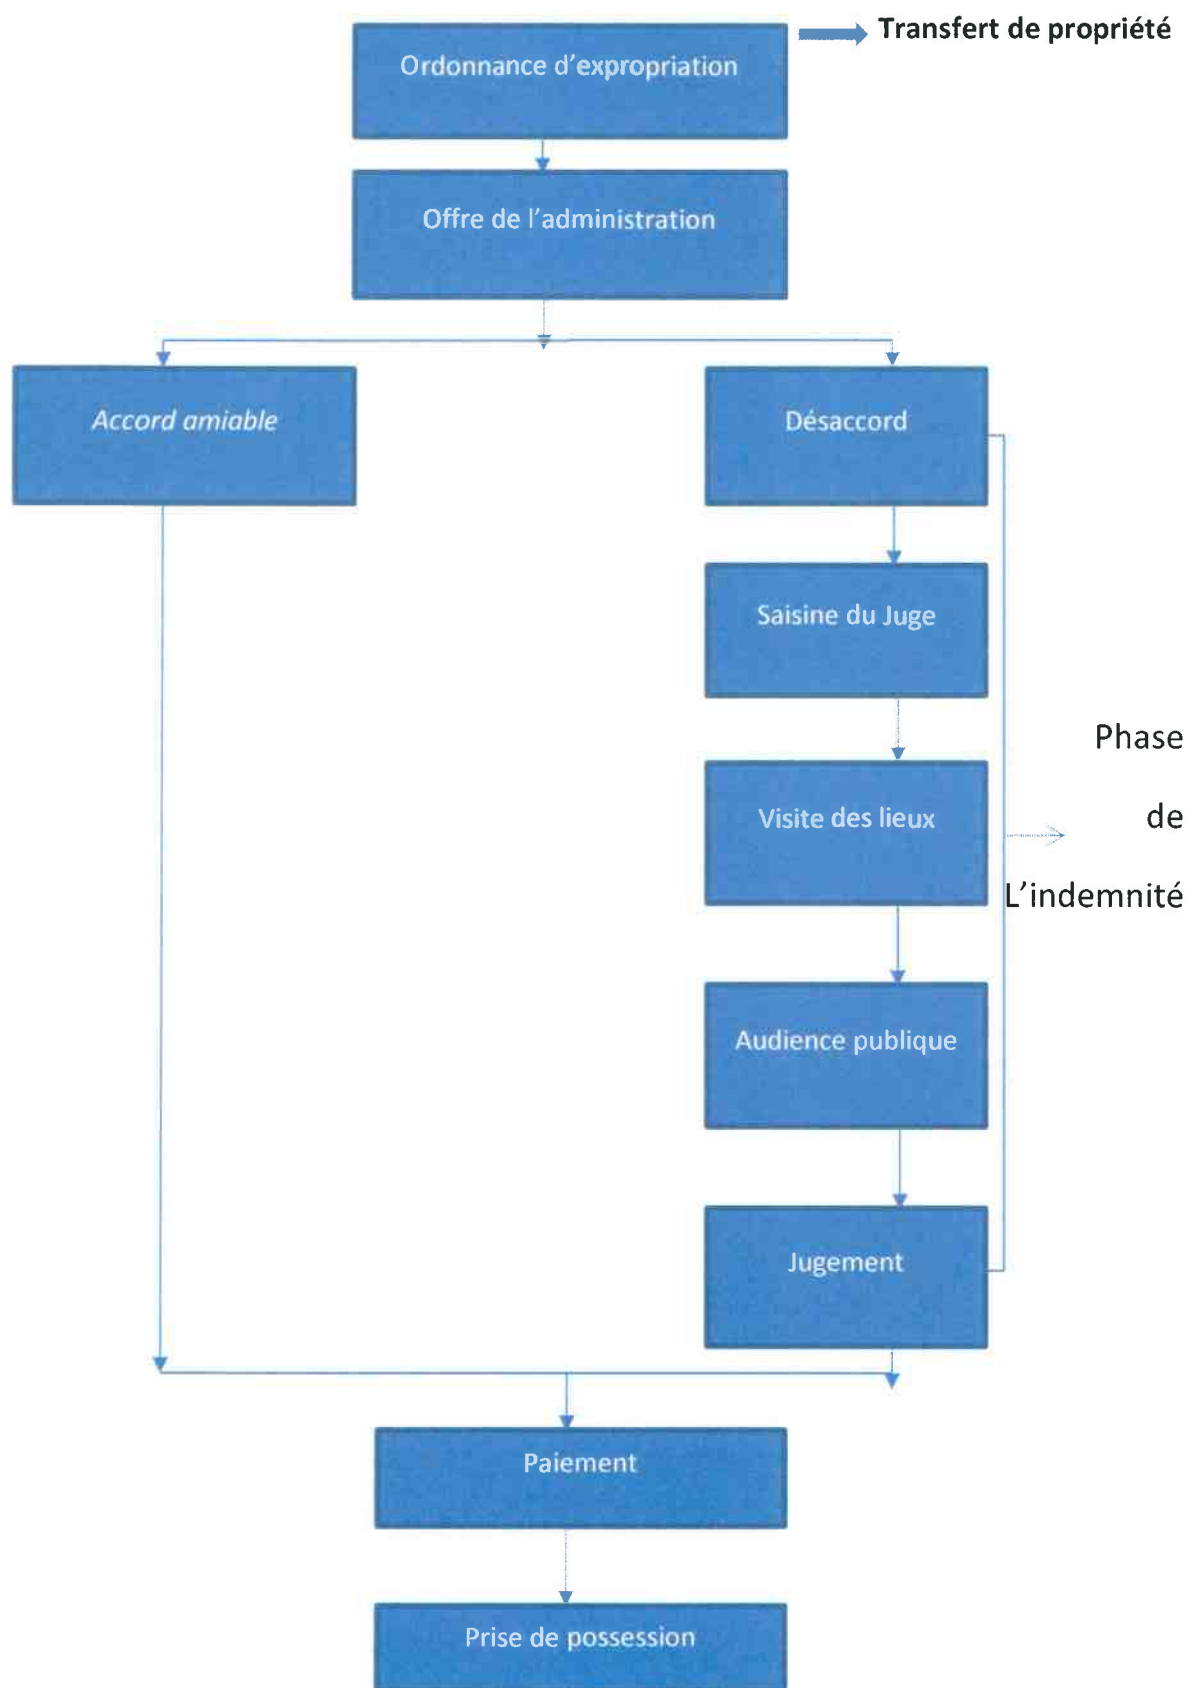 Transfert de propriété
Ordonnance d'expropriation
Offre de l'administration
Accord amiable
Désaccord
Saisine du Juge
Phase
de
L'indemnité
Visite des lieux
Audience publique
Jugement
Paiement
Prise de possession